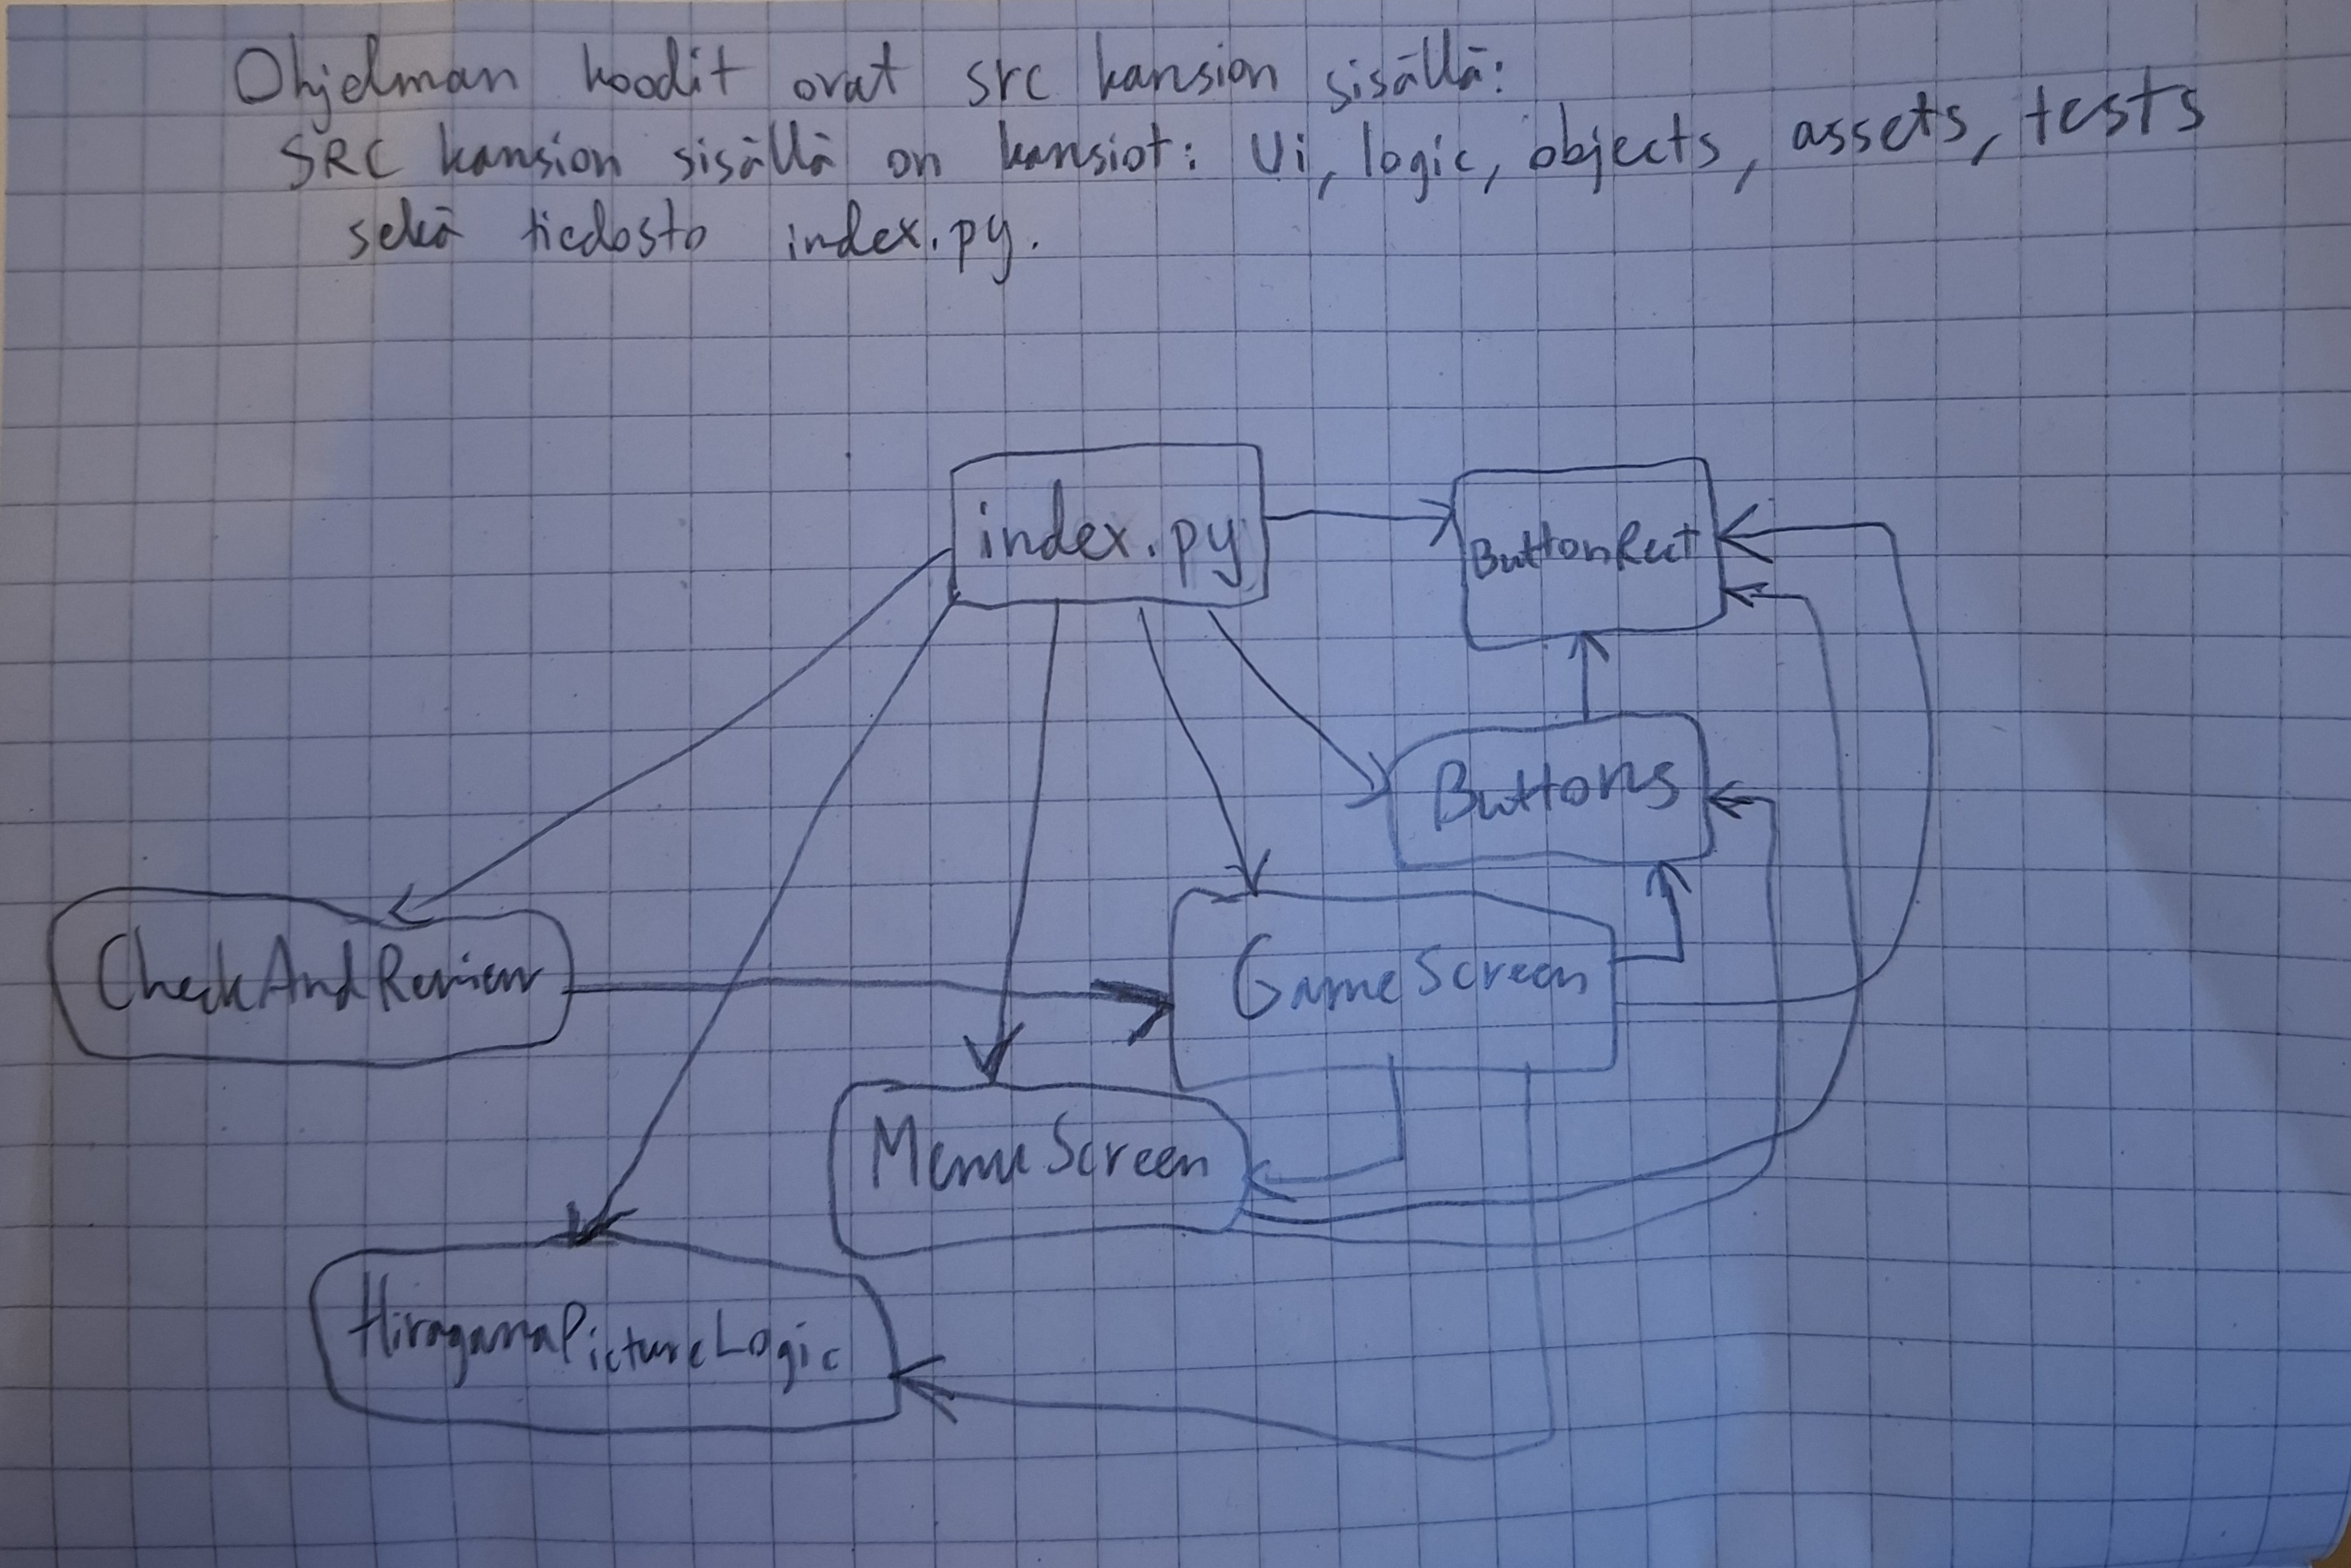 Ohjelman koodit ovat src kansion sisällä:
SRC kansion sisällä on kansiot: Ui, logic, objects, assets, tests
sekä tiedosto index.py.
index.py
ButtonRect
Buttons
CheckAndReview
GameScreen
MenuScreen
HiraganaPictureLogic